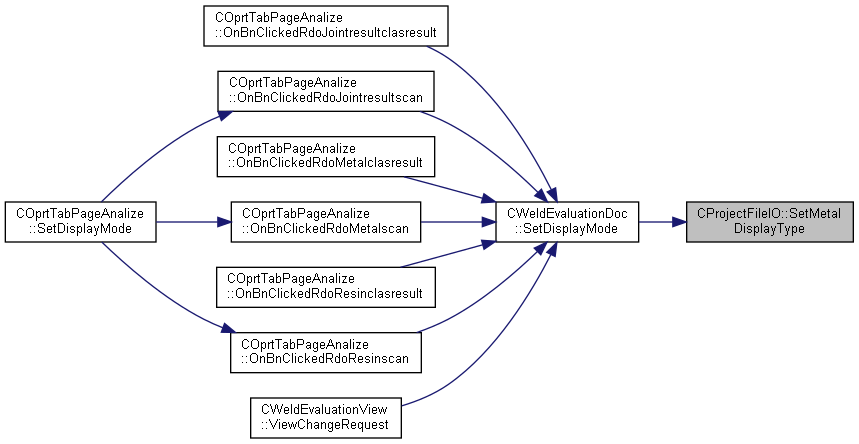 COprtTabPageAnalize
::OnBnClickedRdoJointresultclasresult
COprtTabPageAnalize
::OnBnClickedRdoJointresultscan
COprtTabPageAnalize
::OnBnClickedRdoMetalclasresult
COprtTabPageAnalize
::SetDisplayMode
COprtTabPageAnalize
::OnBnClickedRdoMetalscan
CWeldEvaluationDoc
::SetDisplayMode
CProjectFileIO::SetMetal
DisplayType
COprtTabPageAnalize
::OnBnClickedRdoResinclasresult
COprtTabPageAnalize
::OnBnClickedRdoResinscan
CWeldEvaluationView
::ViewChangeRequest